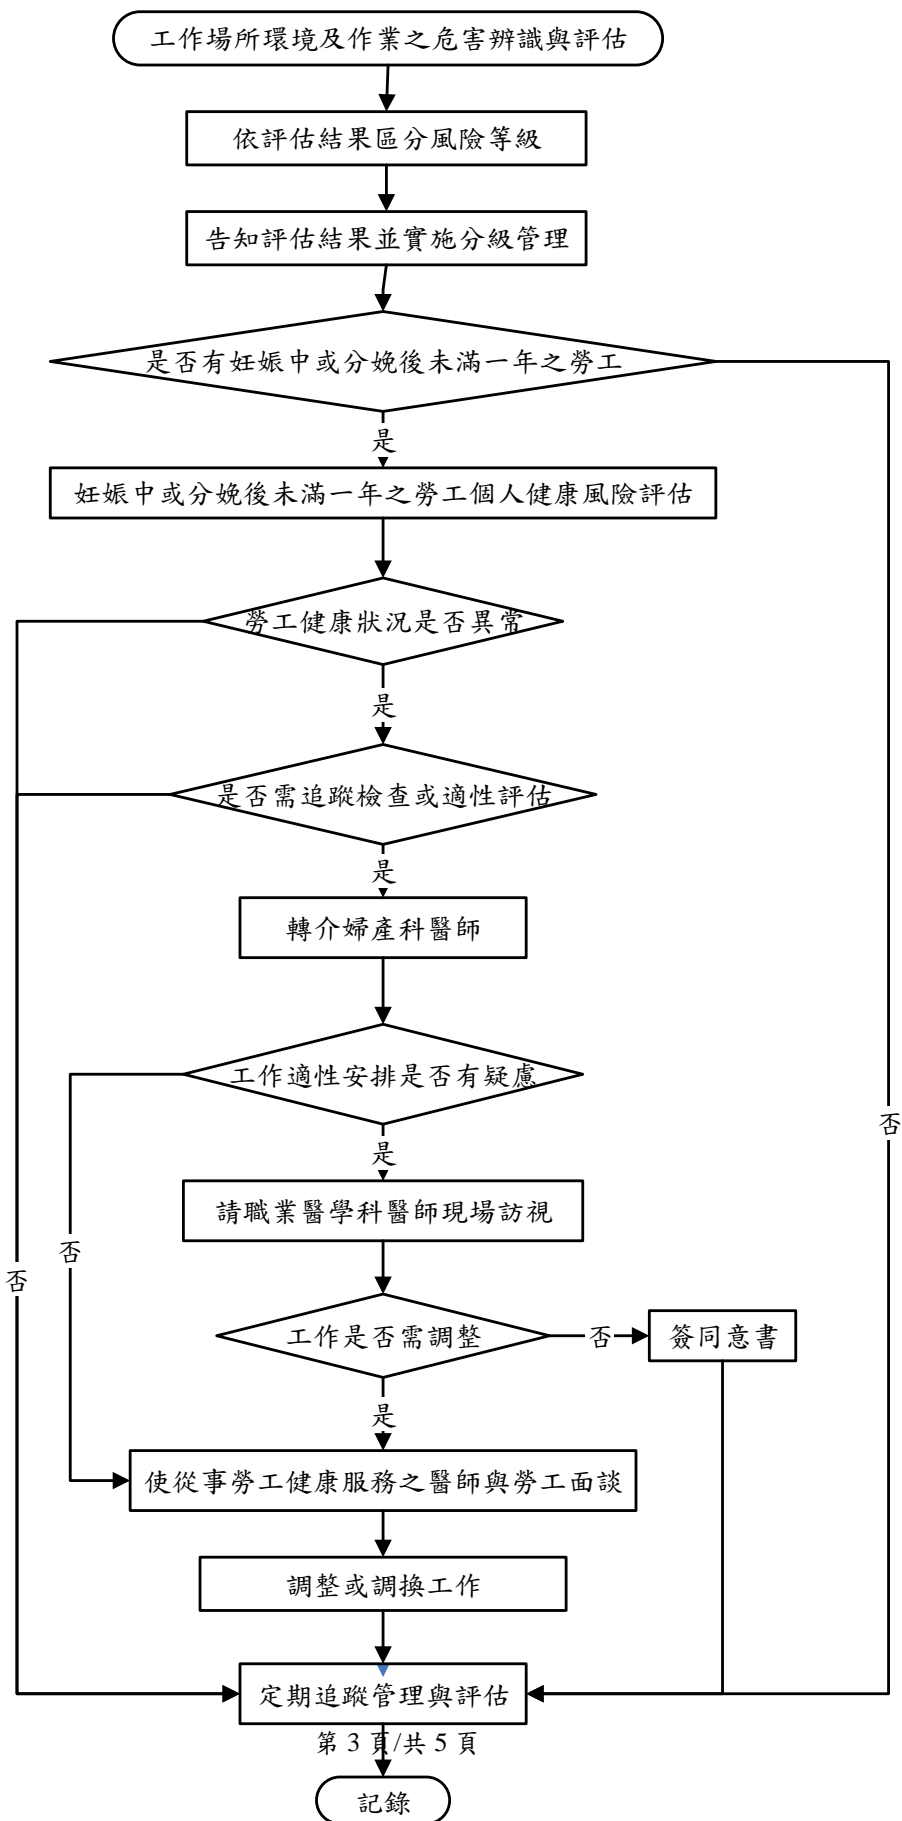 工作場所環境及作業之危害辨識與評估
依評估結果區分風險等級
告知評估結果並實施分級管理
是否有妊娠中或分娩後未滿一年之勞工
是
妊娠中或分娩後未滿一年之勞工個人健康風險評估
勞工健康狀況是否異常
是
是否需追蹤檢查或適性評估
是
轉介婦產科醫師
工作適性安排是否有疑慮
否
是
請職業醫學科醫師現場訪視
否
否
工作是否需調整
否
簽同意書
是
使從事勞工健康服務之醫師與勞工面談
調整或調換工作
定期追蹤管理與評估
第 3 頁/共 5 頁
記錄